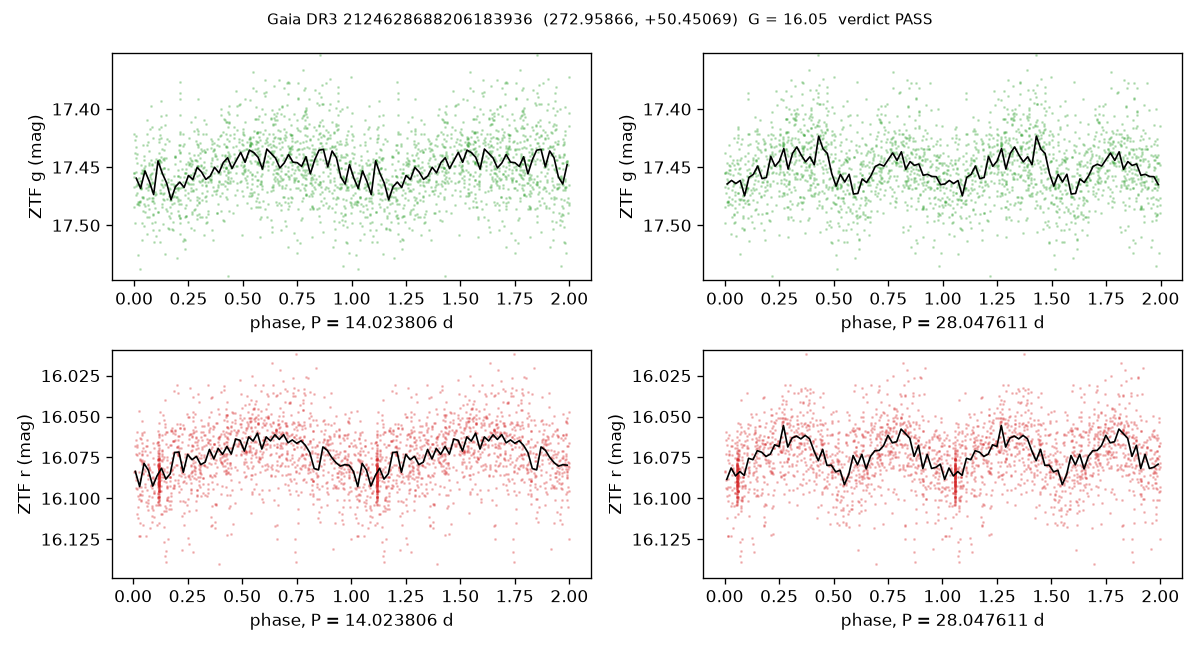 Gaia DR3 2124628688206183936  (272.95866, +50.45069)  G = 16.05  verdict PASS
ZTF g (mag)
17.40
17.45
17.50
0.00 0.25 0.50 0.75 1.00 1.25 1.50 1.75 2.00
phase, P = 14.023806 d
ZTF g (mag)
17.40
17.45
17.50
0.00 0.25 0.50 0.75 1.00 1.25 1.50 1.75 2.00
phase, P = 28.047611 d
ZTF r (mag)
16.025
16.050
16.075
16.100
16.125
0.00 0.25 0.50 0.75 1.00 1.25 1.50 1.75 2.00
phase, P = 14.023806 d
ZTF r (mag)
16.025
16.050
16.075
16.100
16.125
0.00 0.25 0.50 0.75 1.00 1.25 1.50 1.75 2.00
phase, P = 28.047611 d